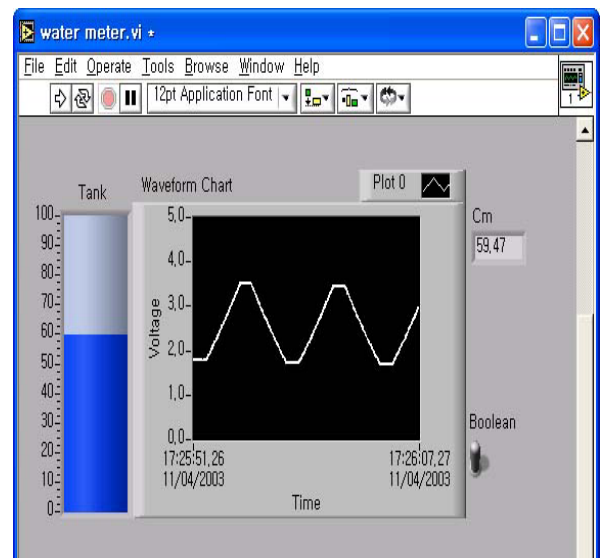 water meter.vi *
File Edit Operate Tools Browse Window Help
12pt Application Font
1
Tank
100
90
80
70
60
50
40
30
20
10
0
Waveform Chart
Plot 0
5,0
4,0
3,0
2,0
1,0
0,0
Voltage
17:25:51,26
11/04/2003
17:26:07,27
11/04/2003
Time
Cm
59,47
Boolean